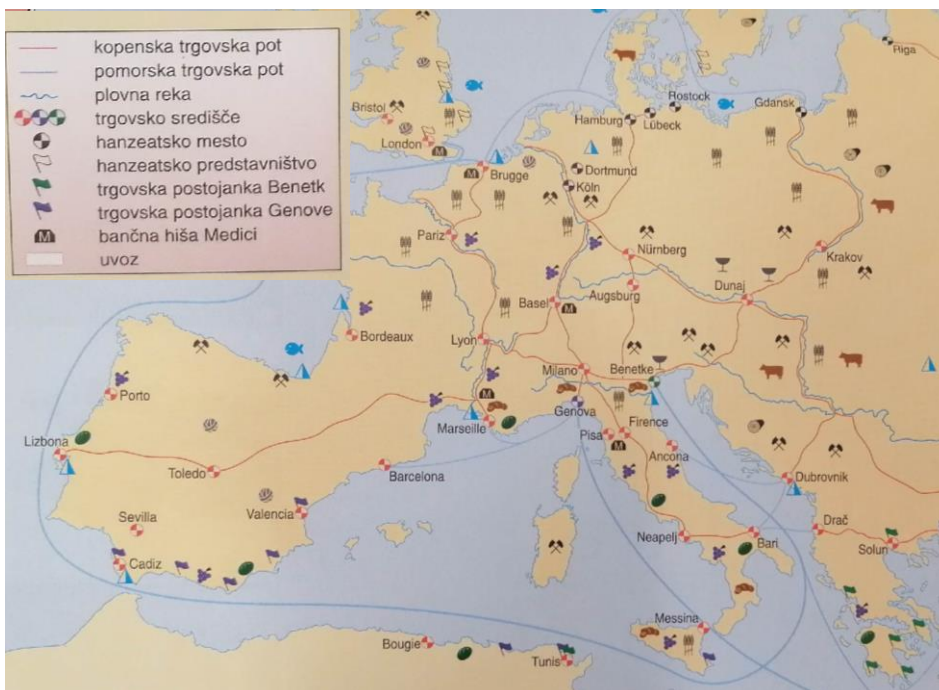 kopenska trgovska pot
pomorska trgovska pot
plovna reka
trgovsko središče
hanzeatsko mesto
hanzeatsko predstavništvo
trgovska postojanka Benetk
trgovska postojanka Genove
M bančna hiša Medici
uvoz
Riga
Rostock
Gdansk
Bristol
Hamburg
Lübeck
London
M
M
Brugge
Dortmund
Köln
Pariz
Nürnberg
Krakov
Basel
M
Augsburg
Dunaj
Bordeaux
Lyon
Milano
Benetke
Porto
M
Genova
Marseille
Pisa
Firence
M
Lizbona
Ancona
Toledo
Barcelona
Dubrovnik
Sevilla
Valencia
Neapelj
Bari
Drač
Solun
Cadiz
Messina
Bougie
Tunis